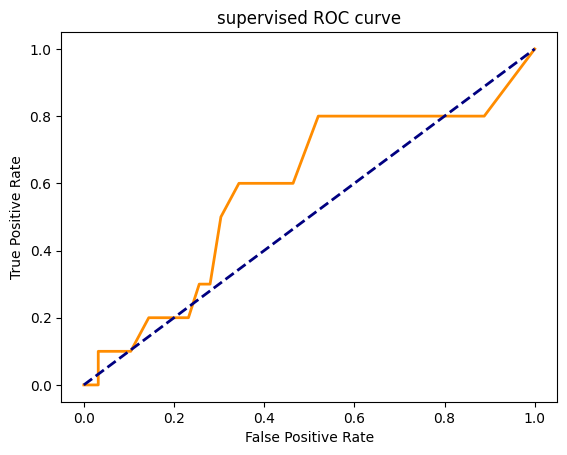 supervised ROC curve
1.0
0.8
0.6
0.4
0.2
0.0
True Positive Rate
0.0 0.2 0.4 0.6 0.8 1.0
False Positive Rate